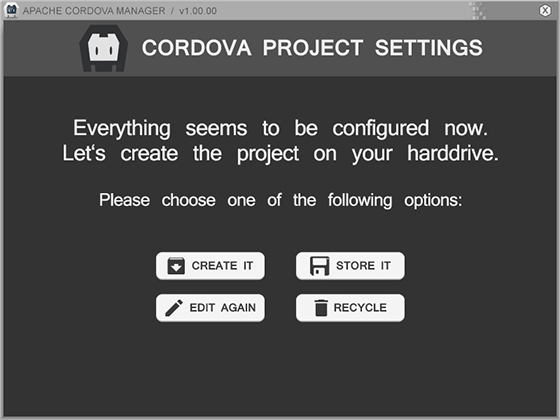 APACHE CORDOVA MANAGER / v1.00.00
CORDOVA PROJECT SETTINGS
Everything seems to be configured now.
Let's create the project on your harddrive.
Please choose one of the following options:
CREATE IT
STORE IT
EDIT AGAIN
RECYCLE